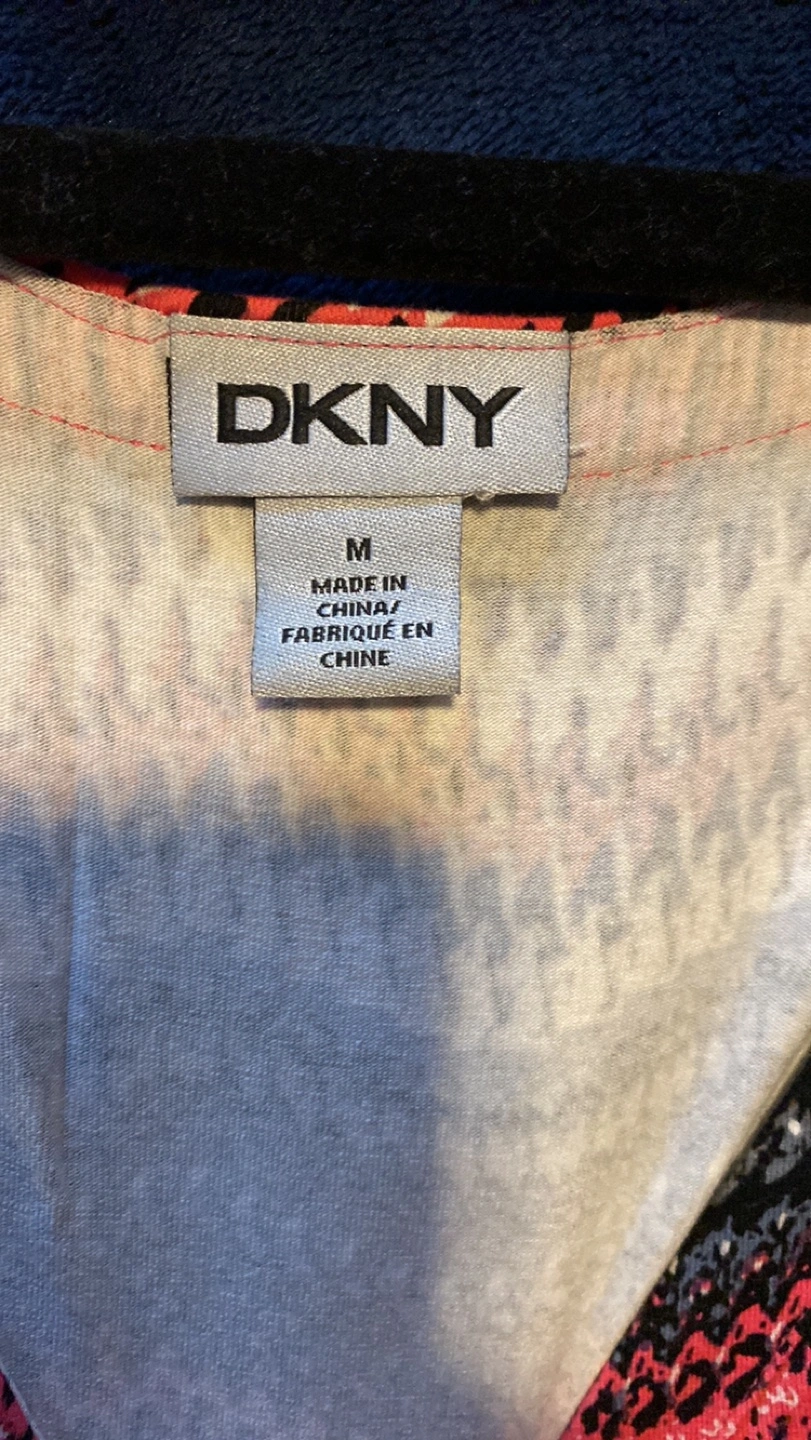 DKNY
M
MADE IN
CHINA/
FABRIQUÉ EN
CHINE